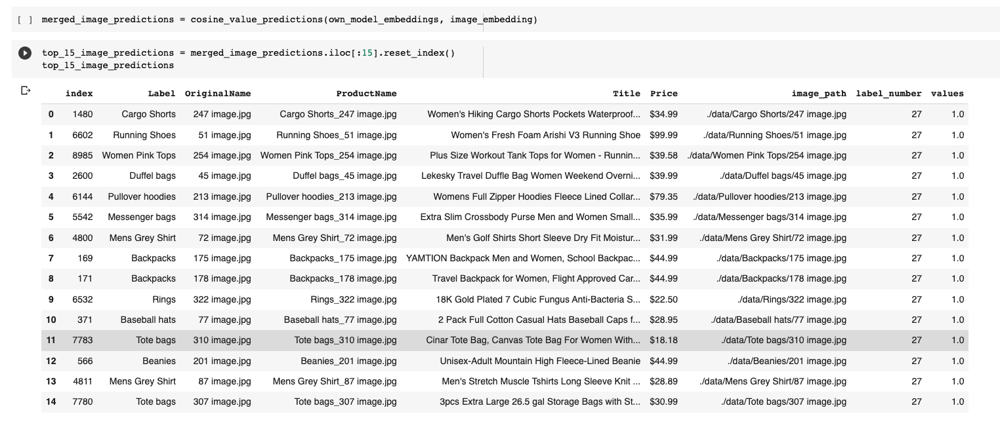 [ ] merged_image_predictions = cosine_value_predictions(own_model_embeddings, image_embedding)
top_15_image_predictions = merged_image_predictions.iloc[:15].reset_index()
top_15_image_predictions
index Label OriginalName ProductName Title Price image_path label_number values
0 1480 Cargo Shorts 247 image.jpg Cargo Shorts_247 image.jpg Women's Hiking Cargo Shorts Pockets Waterproof... $34.99 ./data/Cargo Shorts/247 image.jpg 27 1.0
1 6602 Running Shoes 51 image.jpg Running Shoes_51 image.jpg Women's Fresh Foam Arishi V3 Running Shoe $99.99 ./data/Running Shoes/51 image.jpg 27 1.0
2 8985 Women Pink Tops 254 image.jpg Women Pink Tops_254 image.jpg Plus Size Workout Tank Tops for Women - Runnin... $39.58 ./data/Women Pink Tops/254 image.jpg 27 1.0
3 2600 Duffel bags 45 image.jpg Duffel bags_45 image.jpg Lekesky Travel Duffle Bag Women Weekend Overni... $39.99 ./data/Duffel bags/45 image.jpg 27 1.0
4 6144 Pullover hoodies 213 image.jpg Pullover hoodies_213 image.jpg Womens Full Zipper Hoodies Fleece Lined Collar... $79.35 ./data/Pullover hoodies/213 image.jpg 27 1.0
5 5542 Messenger bags 314 image.jpg Messenger bags_314 image.jpg Extra Slim Crossbody Purse Men and Women Small... $35.99 ./data/Messenger bags/314 image.jpg 27 1.0
6 4800 Mens Grey Shirt 72 image.jpg Mens Grey Shirt_72 image.jpg Men's Golf Shirts Short Sleeve Dry Fit Moistur... $31.99 ./data/Mens Grey Shirt/72 image.jpg 27 1.0
7 169 Backpacks 175 image.jpg Backpacks_175 image.jpg YAMTION Backpack Men and Women, School Backpac... $44.99 ./data/Backpacks/175 image.jpg 27 1.0
8 171 Backpacks 178 image.jpg Backpacks_178 image.jpg Travel Backpack for Women, Flight Approved Car... $44.99 ./data/Backpacks/178 image.jpg 27 1.0
9 6532 Rings 322 image.jpg Rings_322 image.jpg 18K Gold Plated 7 Cubic Fungus Anti-Bacteria S... $22.50 ./data/Rings/322 image.jpg 27 1.0
10 371 Baseball hats 77 image.jpg Baseball hats_77 image.jpg 2 Pack Full Cotton Casual Hats Baseball Caps f... $28.95 ./data/Baseball hats/77 image.jpg 27 1.0
11 7783 Tote bags 310 image.jpg Tote bags_310 image.jpg Cinar Tote Bag, Canvas Tote Bag For Women With... $18.18 ./data/Tote bags/310 image.jpg 27 1.0
12 566 Beanies 201 image.jpg Beanies_201 image.jpg Unisex-Adult Mountain High Fleece-Lined Beanie $44.99 ./data/Beanies/201 image.jpg 27 1.0
13 4811 Mens Grey Shirt 87 image.jpg Mens Grey Shirt_87 image.jpg Men's Stretch Muscle Tshirts Long Sleeve Knit ... $28.89 ./data/Mens Grey Shirt/87 image.jpg 27 1.0
14 7780 Tote bags 307 image.jpg Tote bags_307 image.jpg 3pcs Extra Large 26.5 gal Storage Bags with St... $30.99 ./data/Tote bags/307 image.jpg 27 1.0